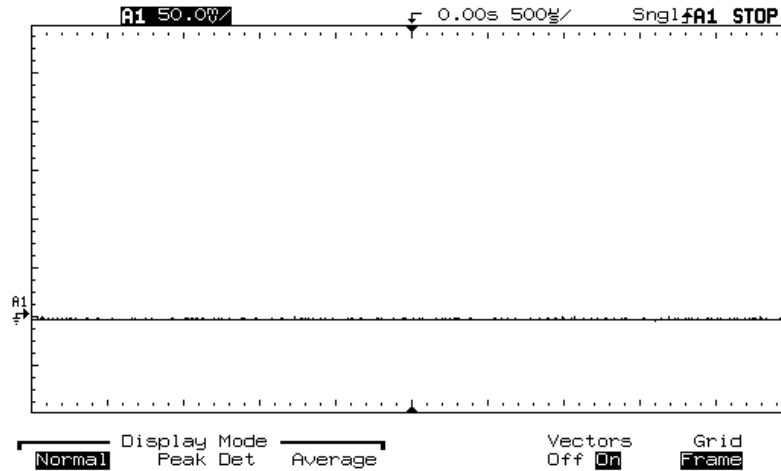 A1 50.0V/ 0.00s 500µs/ Sngl A1 STOP
A1
Display Mode Vectors Grid
Normal Peak Det Average Off On Frame